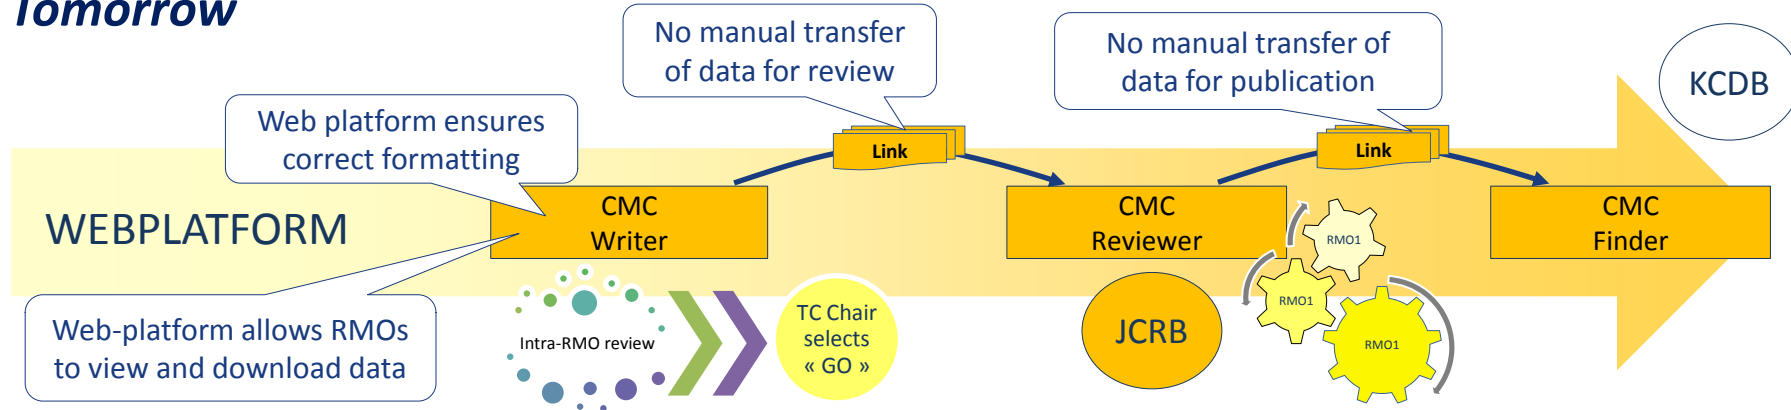 Tomorrow
No manual transfer
of data for review
No manual transfer of
data for publication
KCDB
Web platform ensures
correct formatting
Link
Link
WEBPLATFORM
CMC
Writer
CMC
Reviewer
CMC
Finder
RMO1
RMO1
RMO1
Web-platform allows RMOs
to view and download data
Intra-RMO review
TC Chair
selects
« GO »
JCRB